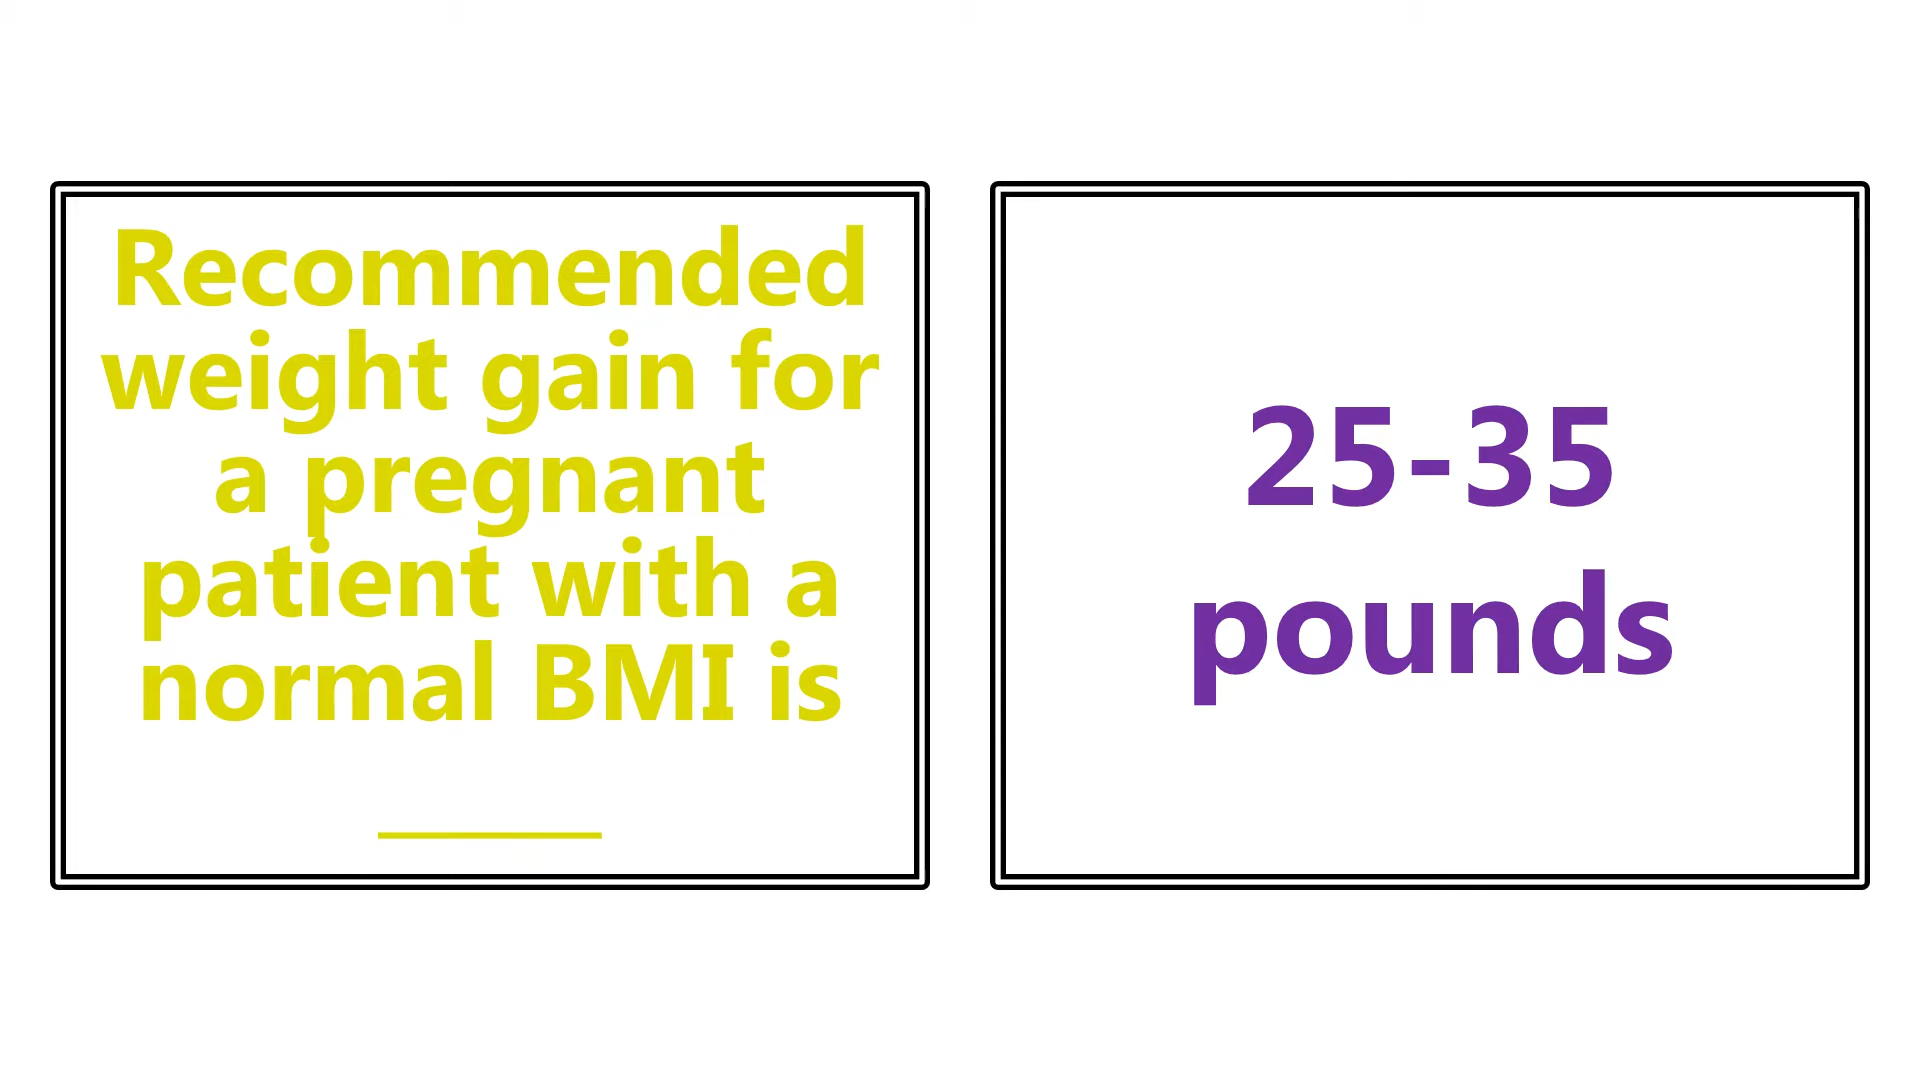 Recommended
weight gain for
a pregnant
patient with a
normal BMI is
______
25-35
pounds